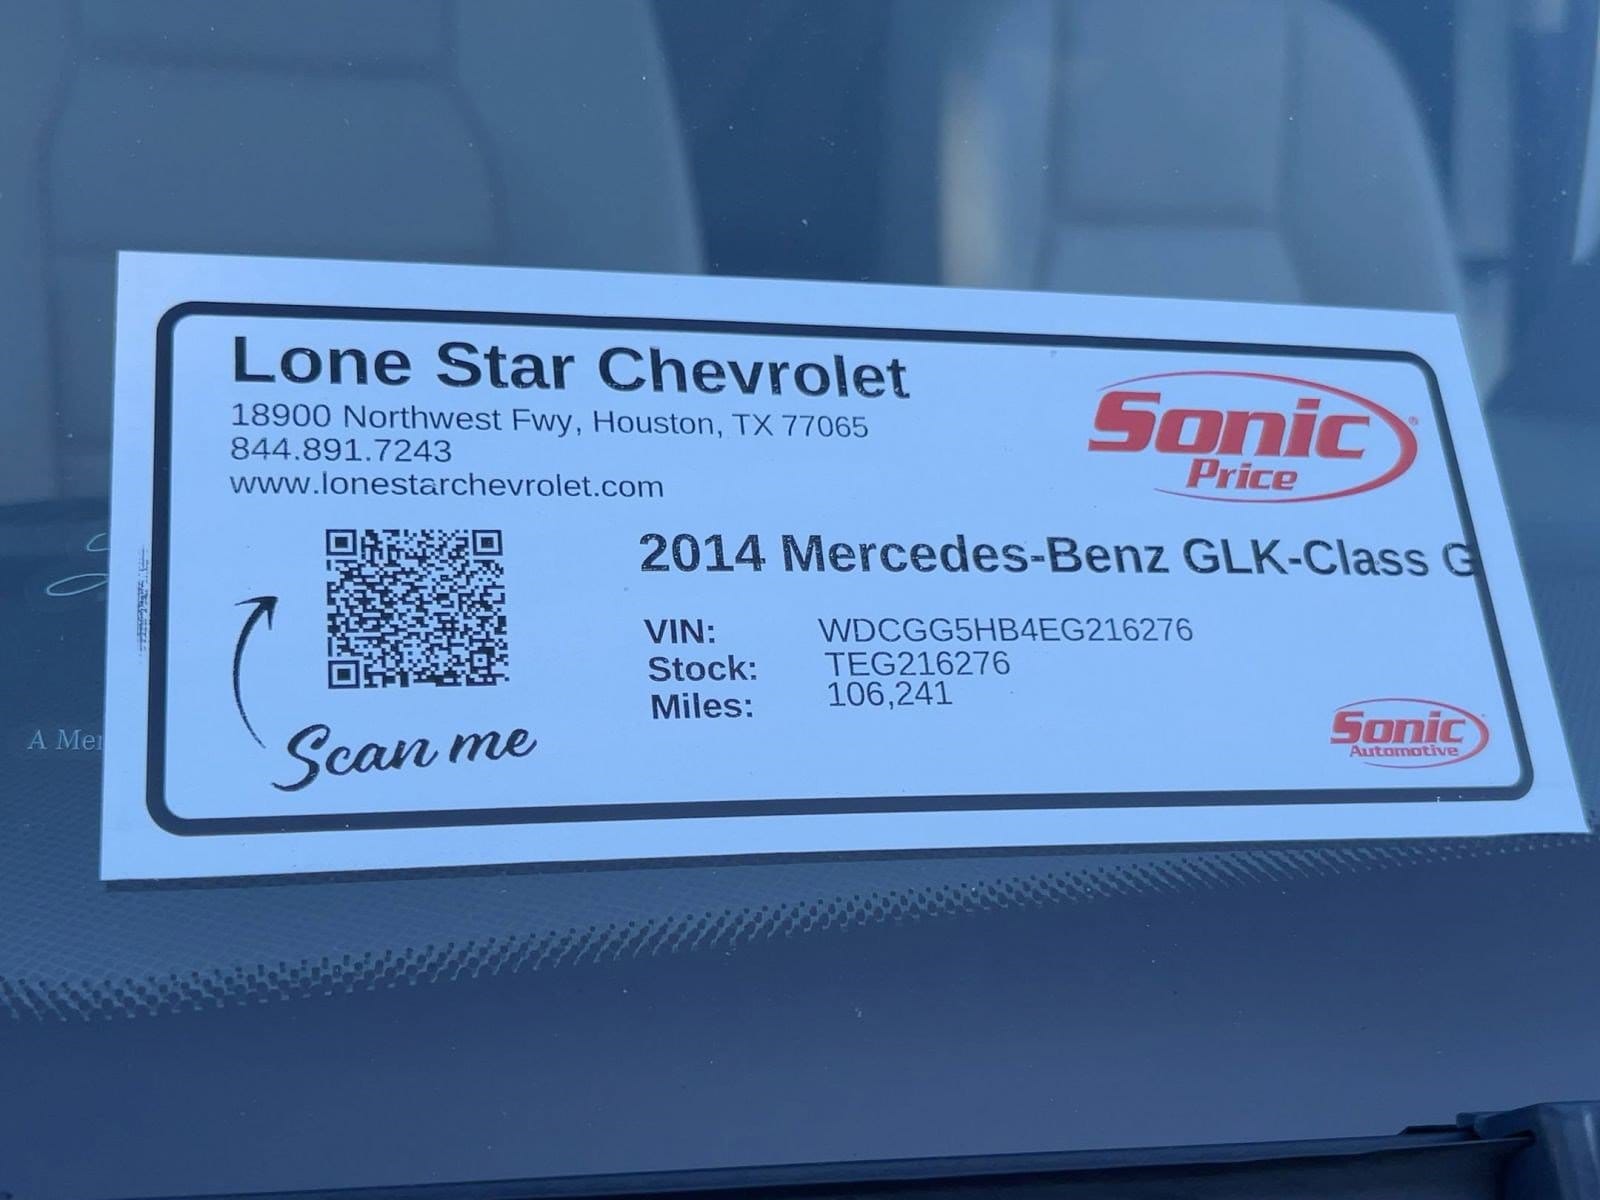 Lone Star Chevrolet
18900 Northwest Fwy, Houston, TX 77065
844.891.7243
www.lonestarchevrolet.com
Sonic®
Price
2014 Mercedes-Benz GLK-Class G
VIN: WDCGG5HB4EG216276
Stock: TEG216276
Miles: 106,241
Scan me
Sonic
Automotive
A Mer